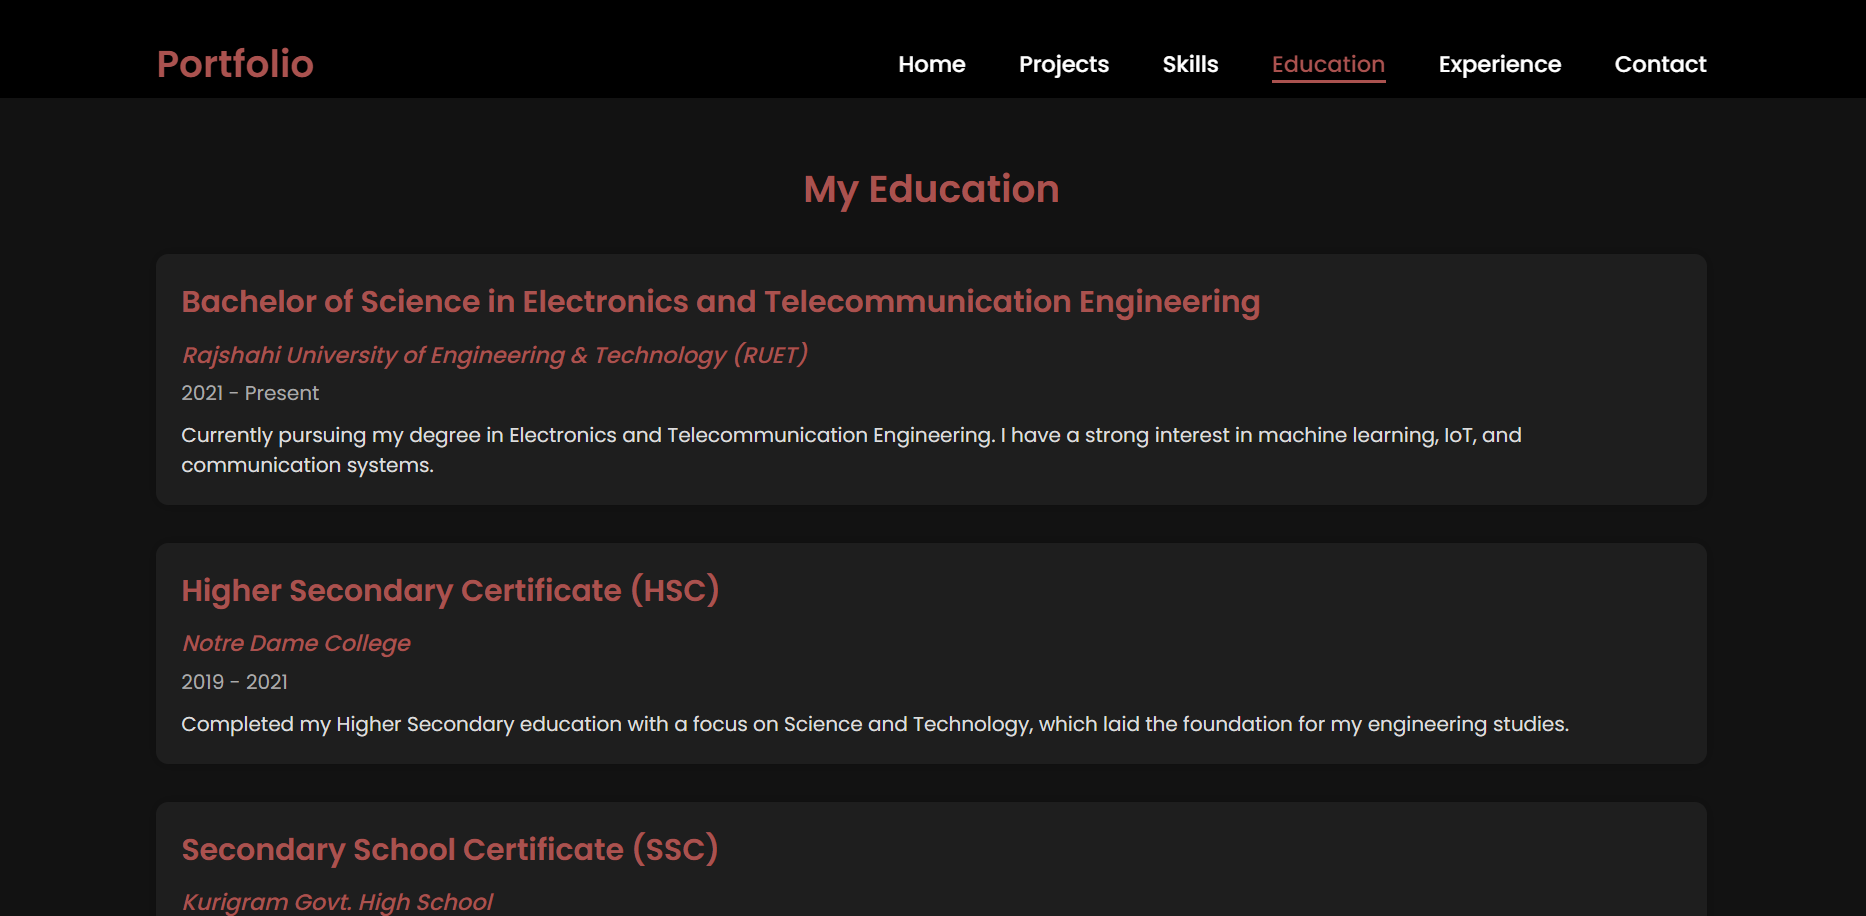 Portfolio
Home Projects Skills Education Experience Contact
My Education
Bachelor of Science in Electronics and Telecommunication Engineering
Rajshahi University of Engineering & Technology (RUET)
2021 - Present
Currently pursuing my degree in Electronics and Telecommunication Engineering. I have a strong interest in machine learning, IoT, and
communication systems.
Higher Secondary Certificate (HSC)
Notre Dame College
2019 - 2021
Completed my Higher Secondary education with a focus on Science and Technology, which laid the foundation for my engineering studies.
Secondary School Certificate (SSC)
Kurigram Govt. High School